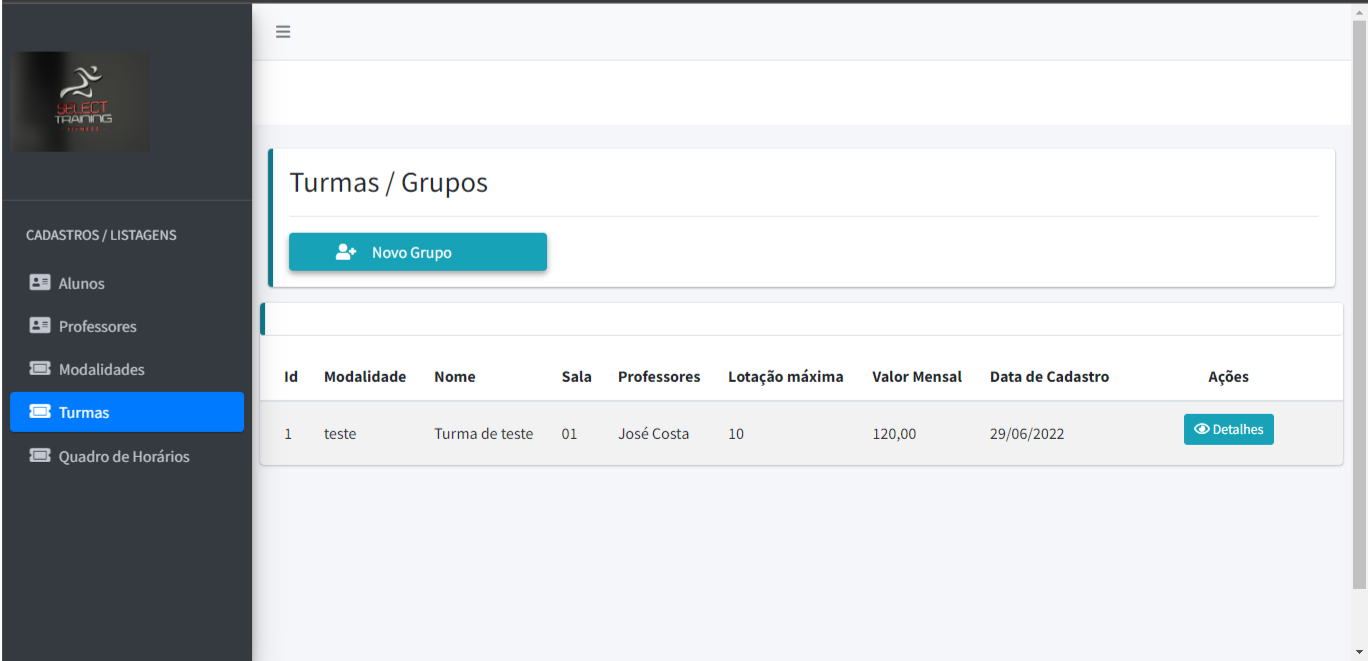 SELECT
TRAINING
FITNESS
CADASTROS / LISTAGENS
Alunos
Professores
Modalidades
Turmas
Quadro de Horários
Turmas / Grupos
Novo Grupo
Id Modalidade Nome Sala Professores Lotação máxima Valor Mensal Data de Cadastro Ações
1 teste Turma de teste 01 José Costa 10 120,00 29/06/2022 Detalhes